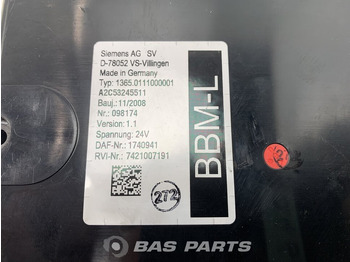 Siemens AG SV
D-78052 VS-Villingen
Made in Germany
Typ: 1365.0111000001
A2C53245511
Bauj.: 11/2008
Nr.: 098174
Version: 1.1
Spannung: 24V
DAF-Nr.: 1740941
RVI-Nr.: 7421007191
BBM-L
272
BAS PARTS